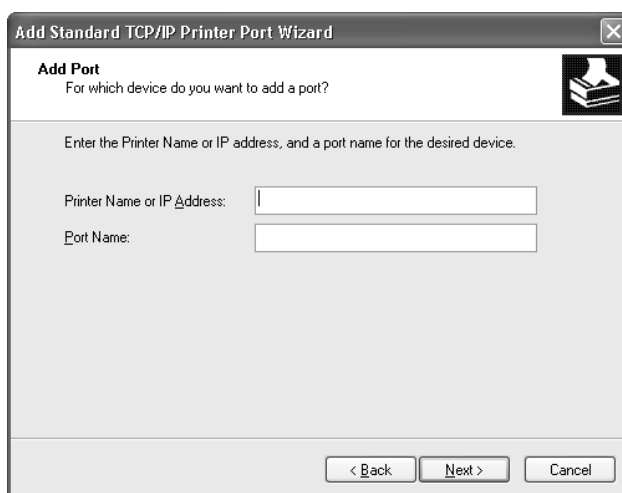 Add Standard TCP/IP Printer Port Wizard
Add Port
For which device do you want to add a port?
Enter the Printer Name or IP address, and a port name for the desired device.
Printer Name or IP Address:
Port Name:
< Back Next > Cancel